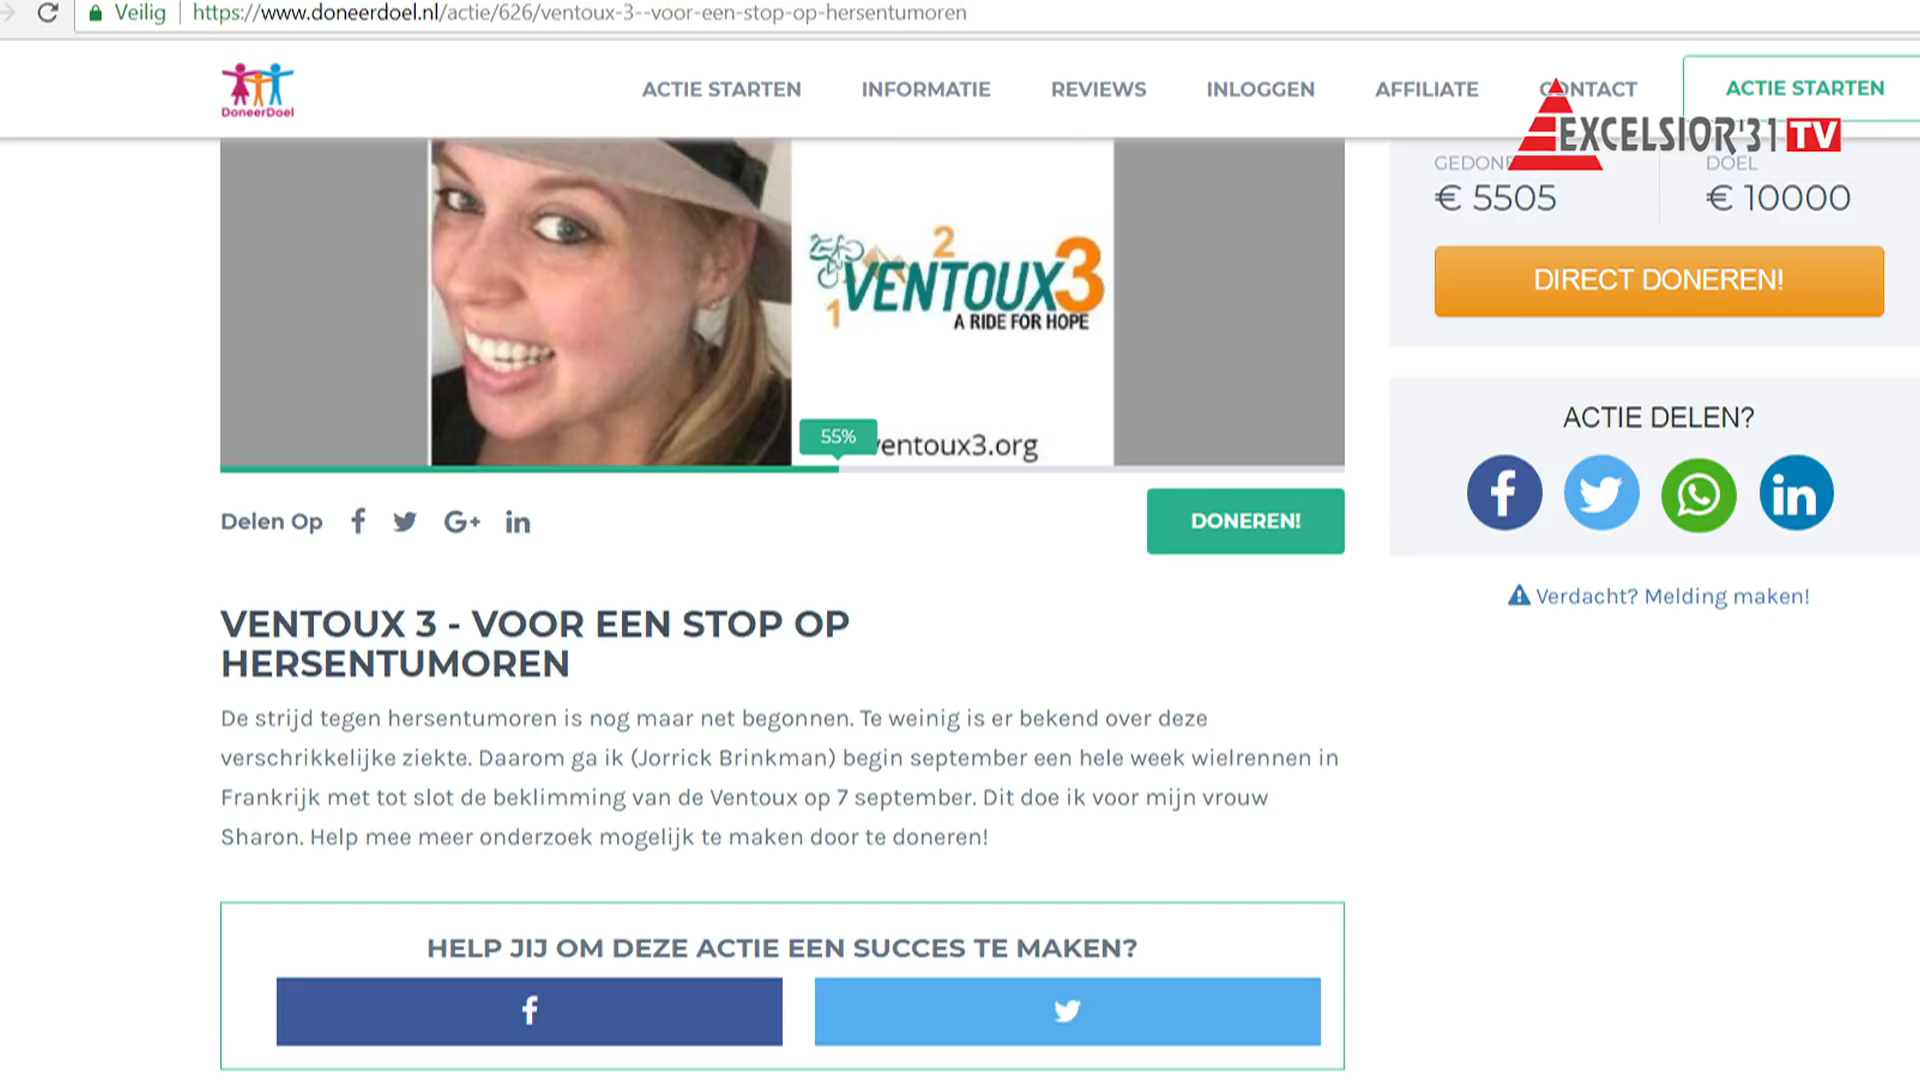 Veilig https://www.doneerdoel.nl/actie/626/ventoux-3--voor-een-stop-op-hersentumoren
DoneerDoel
ACTIE STARTEN INFORMATIE REVIEWS INLOGGEN AFFILIATE CONTACT ACTIE STARTEN
EXCELSIOR'31 TV
DOEL
€ 5505 € 10000
DIRECT DONEREN!
1 2 VENTOUX3
A RIDE FOR HOPE
55%
entoux3.org
ACTIE DELEN?
Delen Op
DONEREN!
Verdacht? Melding maken!
VENTOUX 3 - VOOR EEN STOP OP
HERSENTUMOREN
De strijd tegen hersentumoren is nog maar net begonnen. Te weinig is er bekend over deze
verschrikkelijke ziekte. Daarom ga ik (Jorrick Brinkman) begin september een hele week wielrennen in
Frankrijk met tot slot de beklimming van de Ventoux op 7 september. Dit doe ik voor mijn vrouw
Sharon. Help mee meer onderzoek mogelijk te maken door te doneren!
HELP JIJ OM DEZE ACTIE EEN SUCCES TE MAKEN?